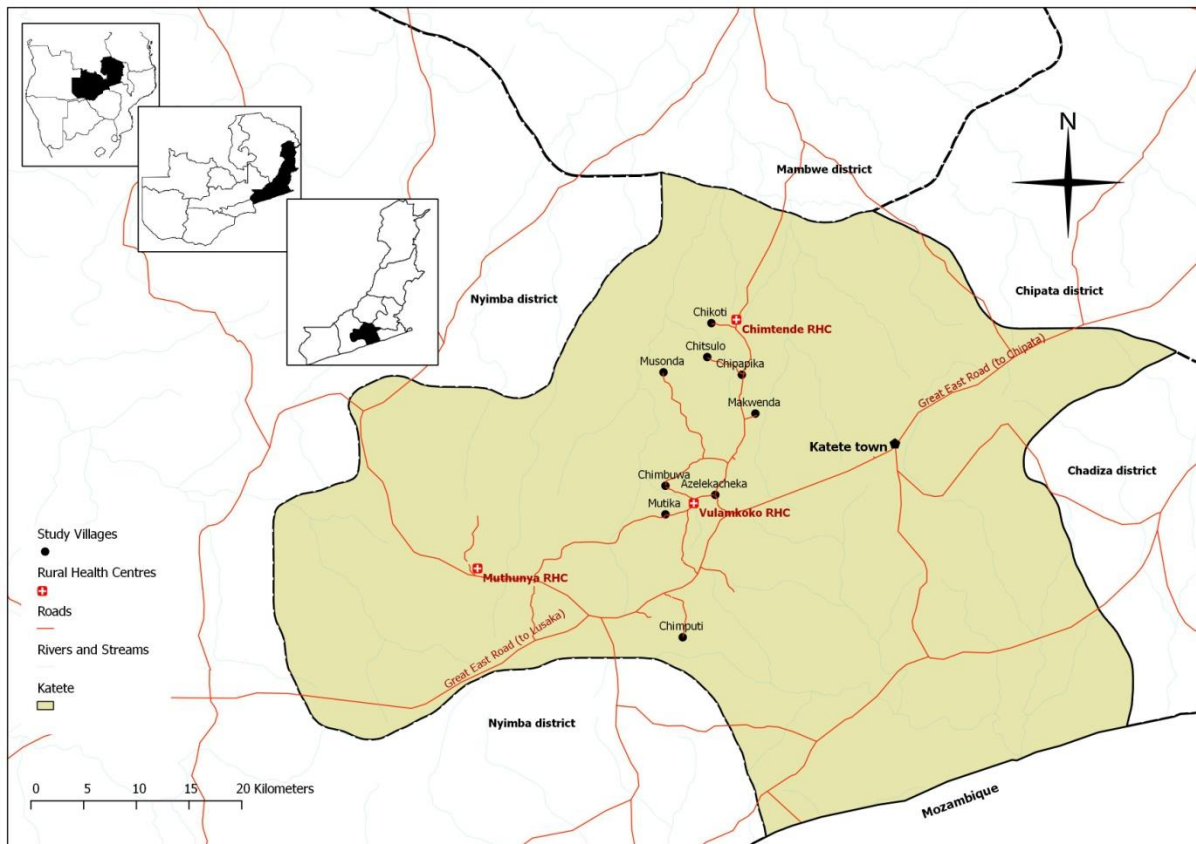 N
Mambwe district
Nyimba district
Chipata district
Chikoti
Chimtende RHC
Chitsulo
Musonda
Chipapika
Great East Road (to Chipata)
Makwenda
Katete town
Chadiza district
Chimbuwa
Azelekacheka
Mutika
Vulamkoko RHC
Study Villages
Rural Health Centres
Muthunya RHC
Roads
Chimputi
Rivers and Streams
Great East Road (to Lusaka)
Katete
Nyimba district
0 5 10 15 20 Kilometers
Mozambique